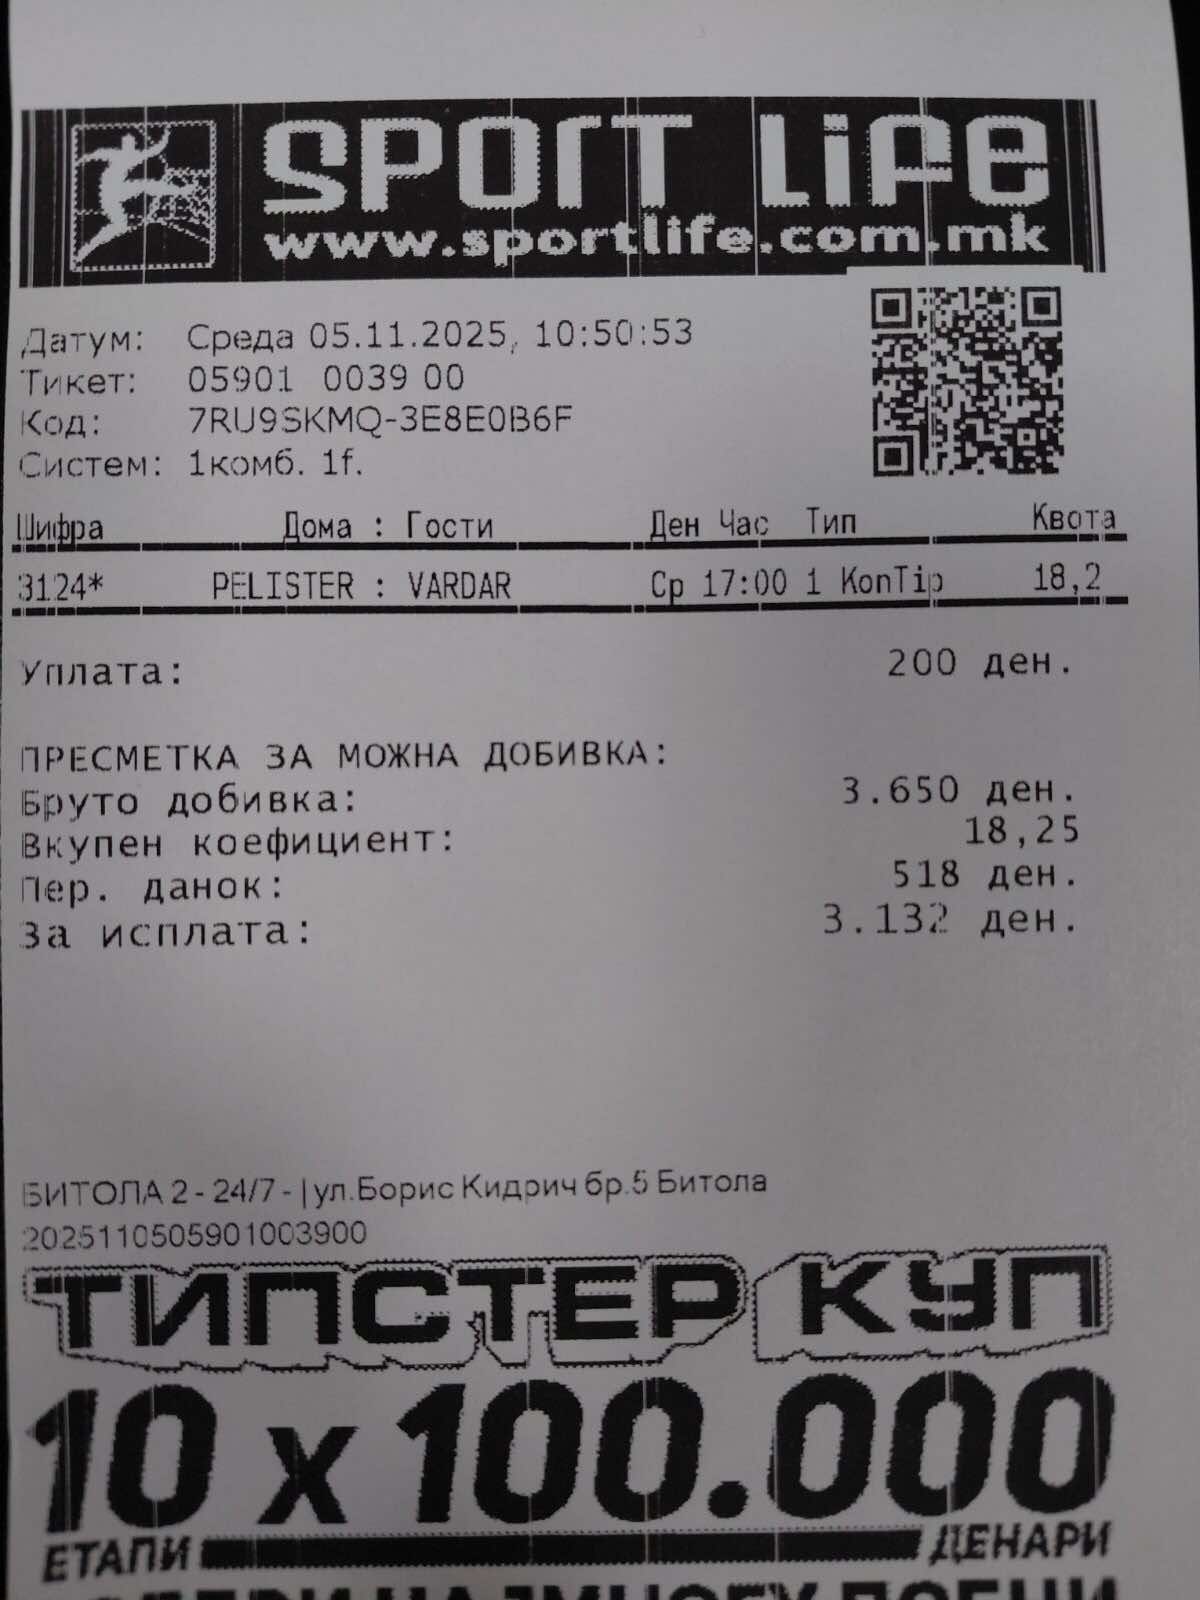 SPORT LIFE
www.sportlife.com.mk
Датум: Среда 05.11.2025, 10:50:53
Тикет: 05901 0039 00
Код: 7RU9SKMQ-3E8E0B6F
Систем: 1комб. 1f.
Шифра Дома : Гости Ден Час Тип Квота
3124* PELISTER : VARDAR Ср 17:00 1 KonTip 18,2
Уплата: 200 ден.
ПРЕСМЕТКА ЗА МОЖНА ДОБИВКА:
Бруто добивка: 3.650 ден.
Вкупен коефициент: 18,25
Пер. данок: 518 ден.
За исплата: 3.132 ден.
БИТОЛА 2 - 24/7 - |ул.Борис Кидрич бр.5 Битола
2025110505901003900
ТИПСТЕР КУП
10 x 100.000
ЕТАПИ ДЕНАРИ